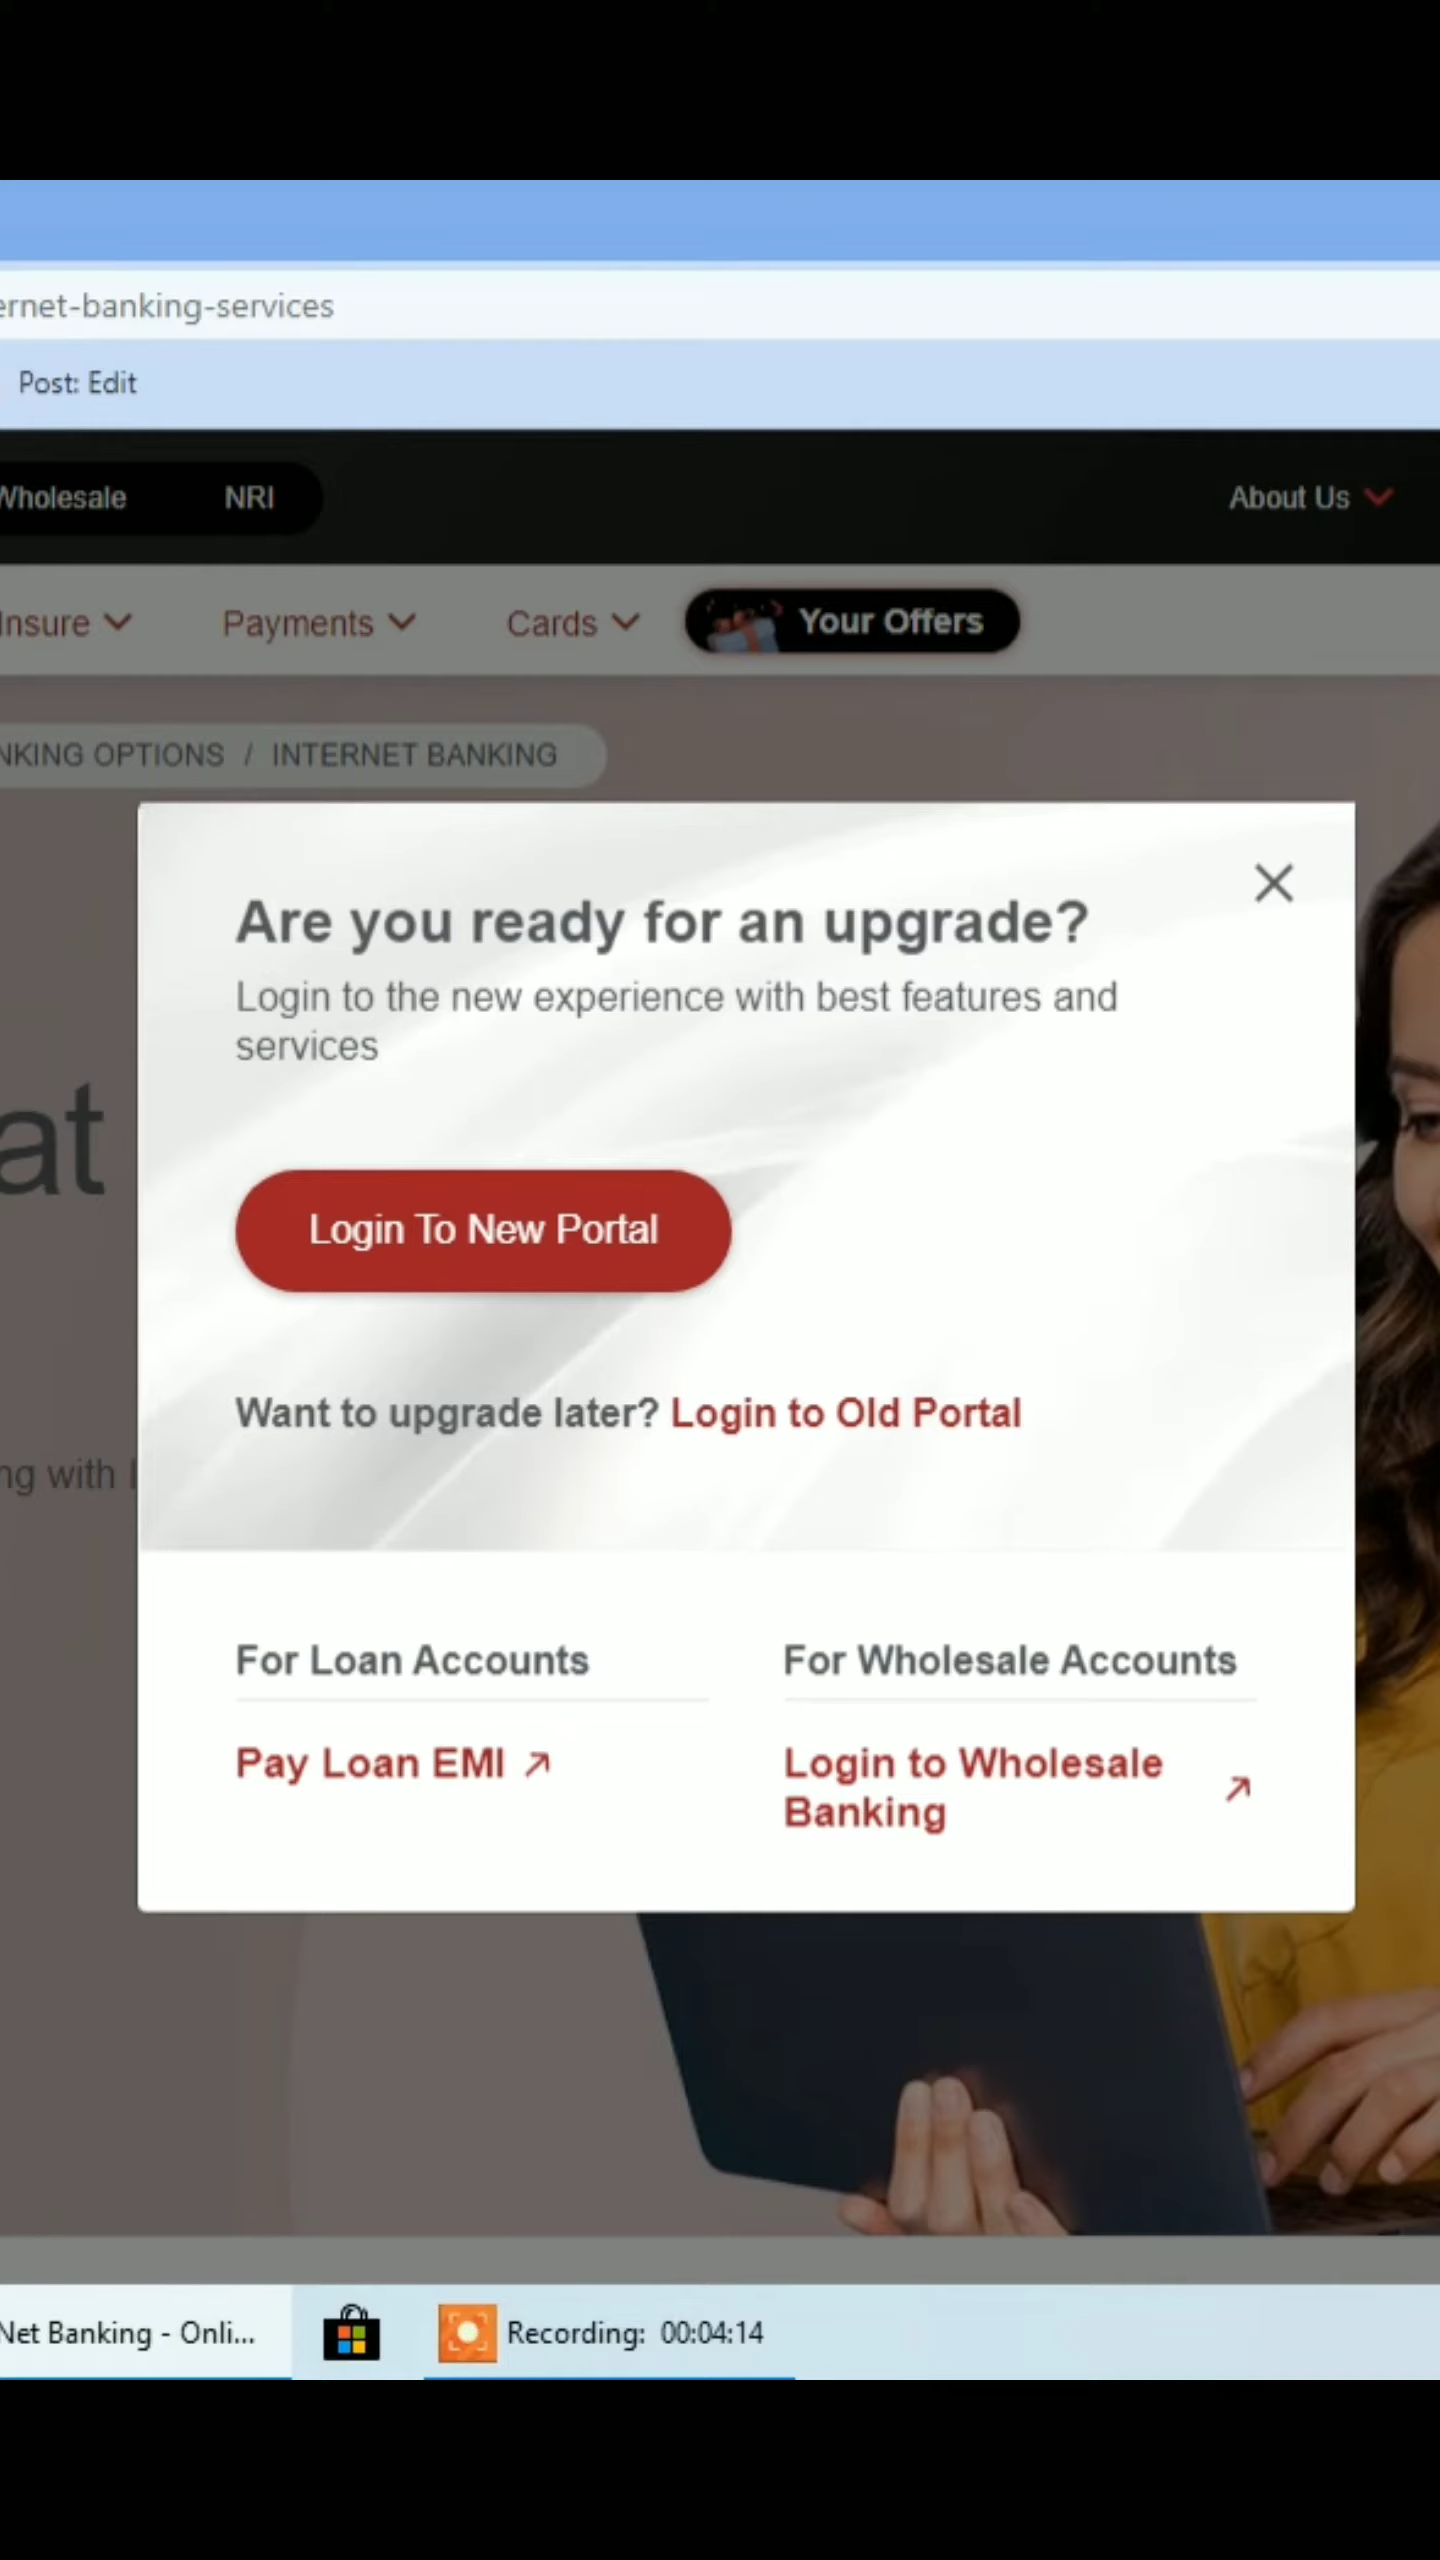 ernet-banking-services
Post: Edit
Wholesale NRI About Us
Insure Payments Cards Your Offers
NKING OPTIONS / INTERNET BANKING
Are you ready for an upgrade?
Login to the new experience with best features and
services
at
Login To New Portal
Want to upgrade later? Login to Old Portal
ng with
For Loan Accounts For Wholesale Accounts
Pay Loan EMI Login to Wholesale
Banking
Net Banking - Onli... Recording: 00:04:14